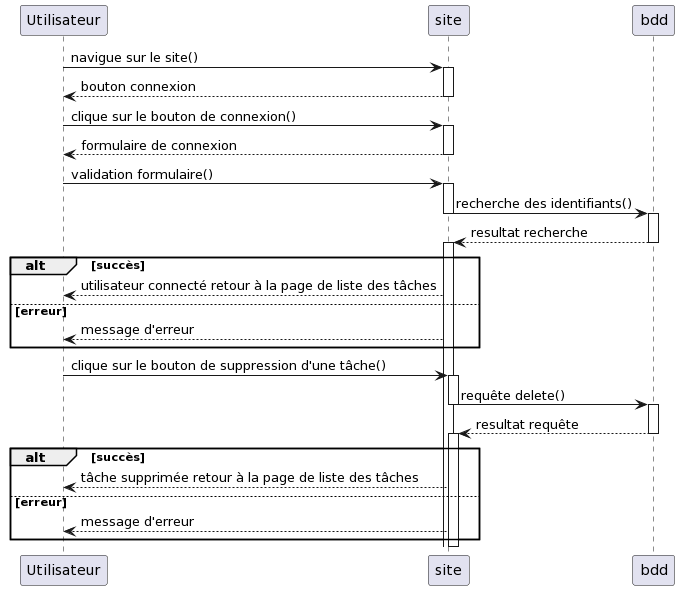 Utilisateur
site
bdd
navigue sur le site()
bouton connexion
clique sur le bouton de connexion()
formulaire de connexion
validation formulaire()
recherche des identifiants()
resultat recherche
alt [succès]
utilisateur connecté retour à la page de liste des tâches
[erreur]
message d'erreur
clique sur le bouton de suppression d'une tâche()
requête delete()
resultat requête
alt [succès]
tâche supprimée retour à la page de liste des tâches
[erreur]
message d'erreur
Utilisateur
site
bdd